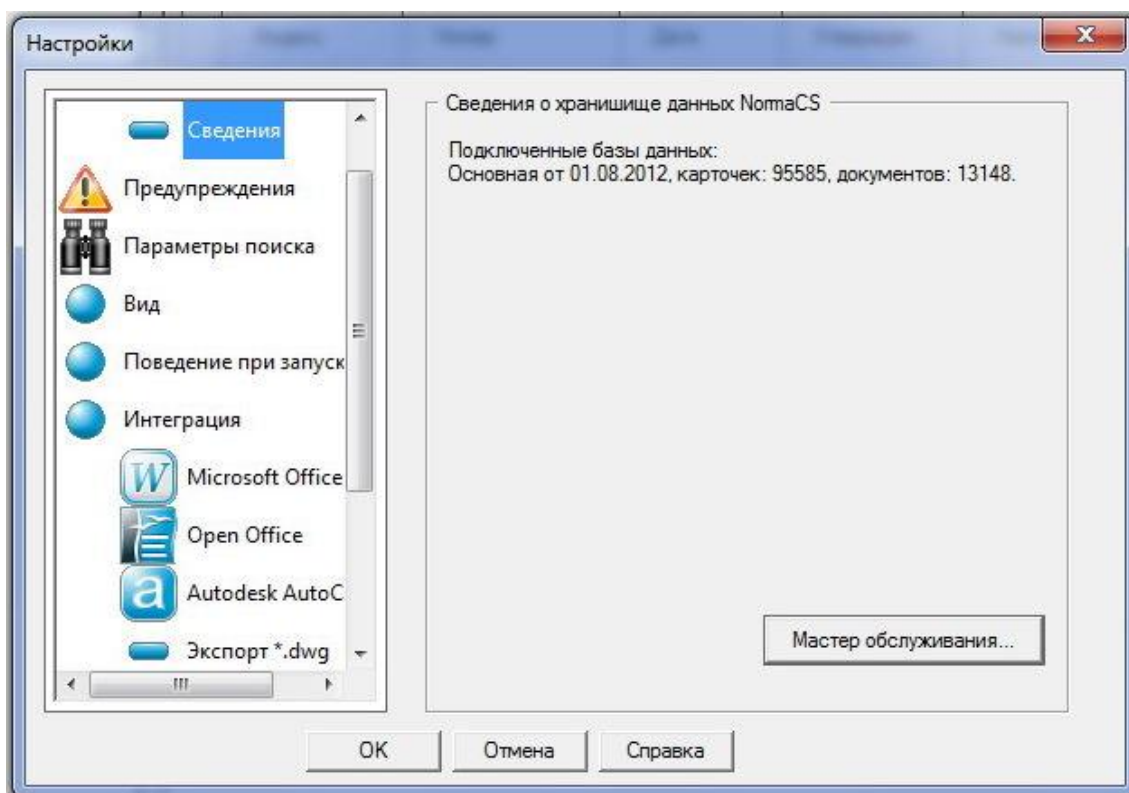 Настройки
Сведения
Предупреждения
Параметры поиска
Вид
Поведение при запуск
Интеграция
Microsoft Office
Open Office
Autodesk AutoC
Экспорт *.dwg
Сведения о хранишище данных NormaCS
Подключенные базы данных:
Основная от 01.08.2012, карточек: 95585, документов: 13148.
Мастер обслуживания...
OK
Отмена
Справка